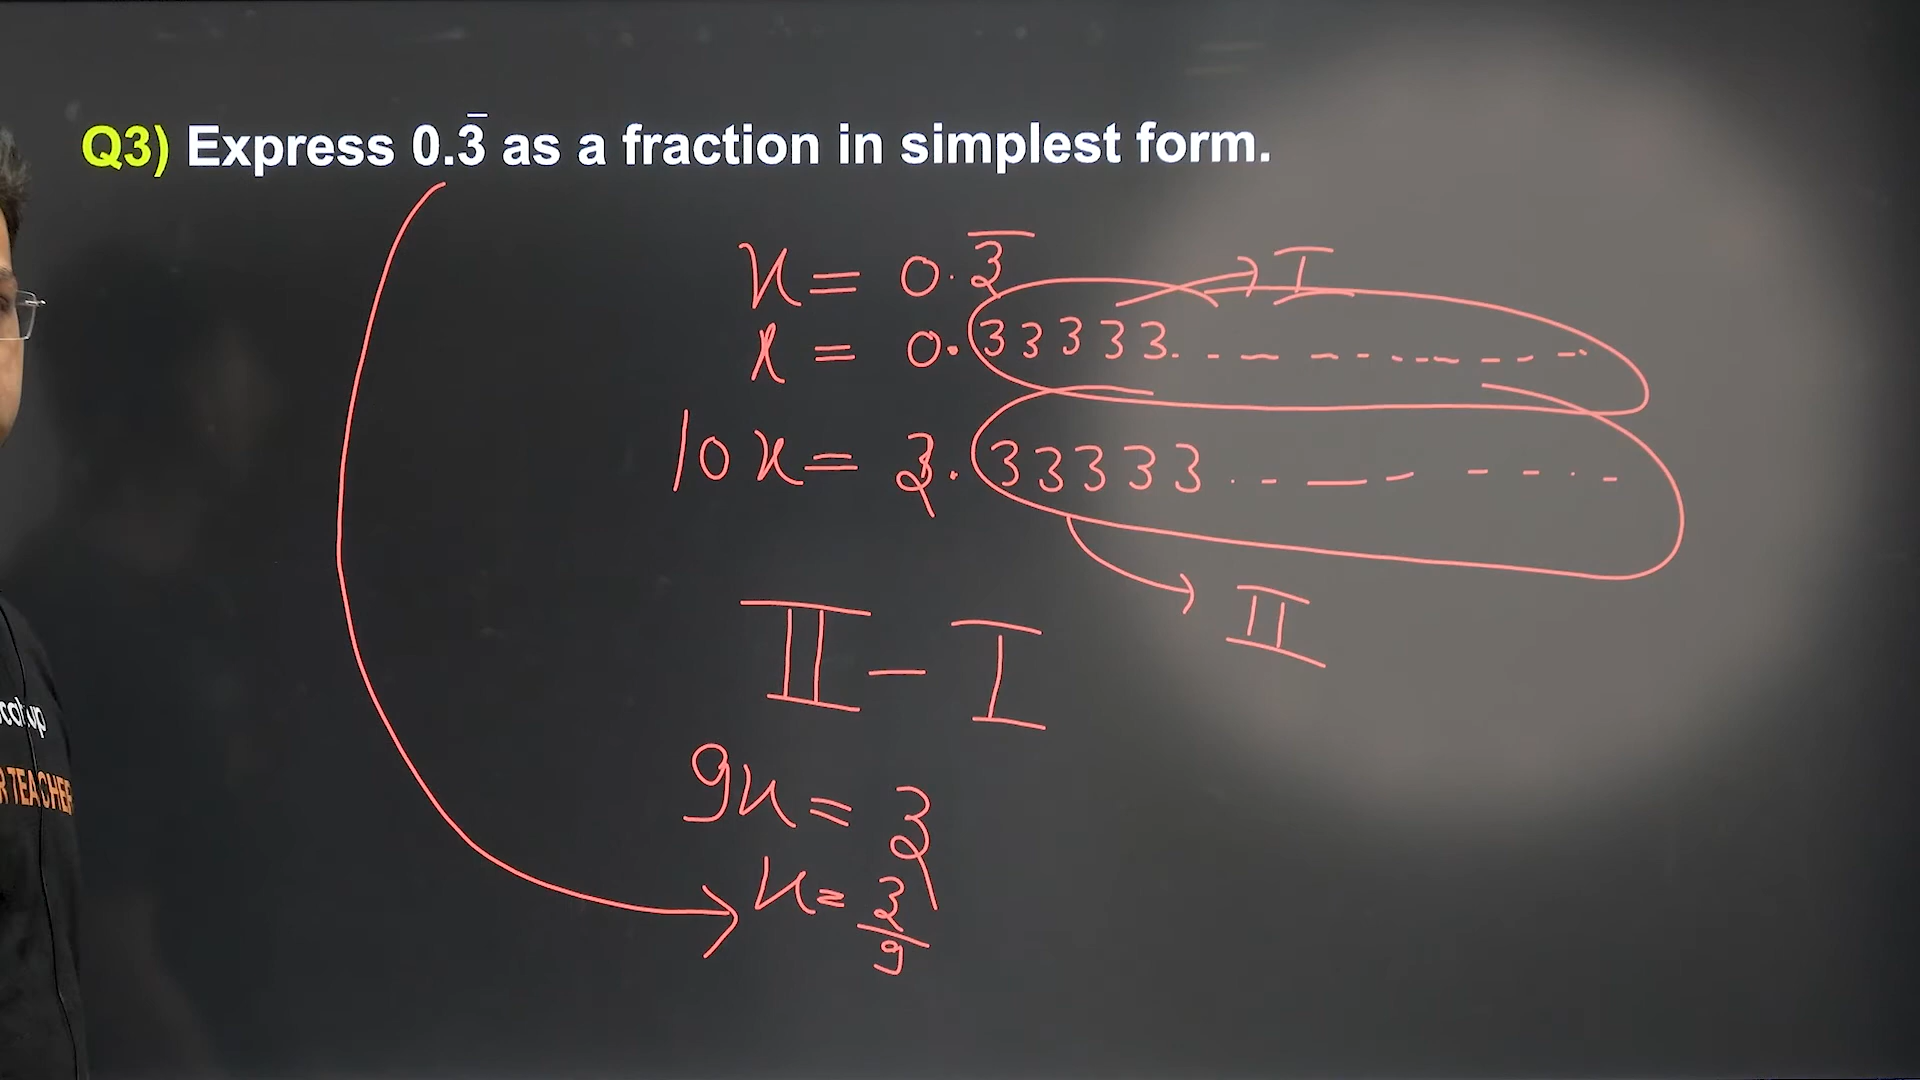 Q3) Express 0.3̅ as a fraction in simplest form.
x = 0.3̅
I
x = 0.33333.----------
10x = 3.33333.----------
II
II - I
9x = 3
x = 3/9
R TEACHER